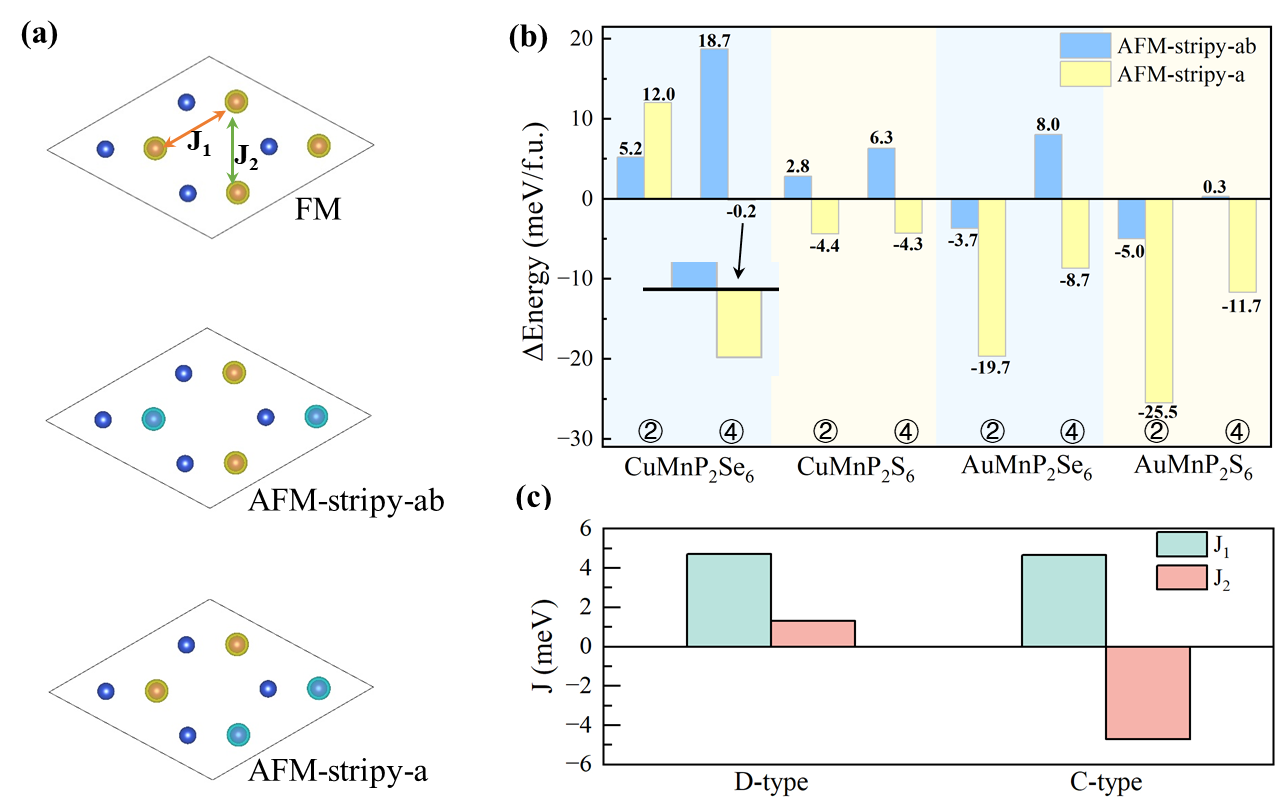 (a)
J₁
J₂
FM
AFM-stripy-ab
AFM-stripy-a
(b)
AFM-stripy-ab
AFM-stripy-a
ΔEnergy (meV/f.u.)
20
10
0
−10
−20
−30
5.2
12.0
18.7
-0.2
2.8
-4.4
6.3
-4.3
-3.7
-19.7
8.0
-8.7
-5.0
-25.5
0.3
-11.7
② ④ ② ④ ② ④ ② ④
CuMnP₂Se₆ CuMnP₂S₆ AuMnP₂Se₆ AuMnP₂S₆
(c)
J₁
J₂
J (meV)
6
4
2
0
−2
−4
−6
D-type C-type